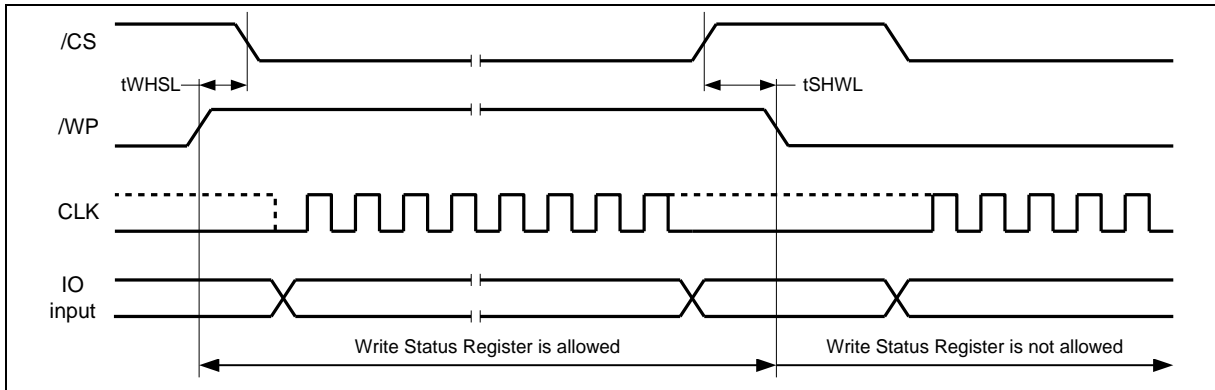 /CS
tWHSL
tSHWL
/WP
CLK
IO
input
Write Status Register is allowed
Write Status Register is not allowed